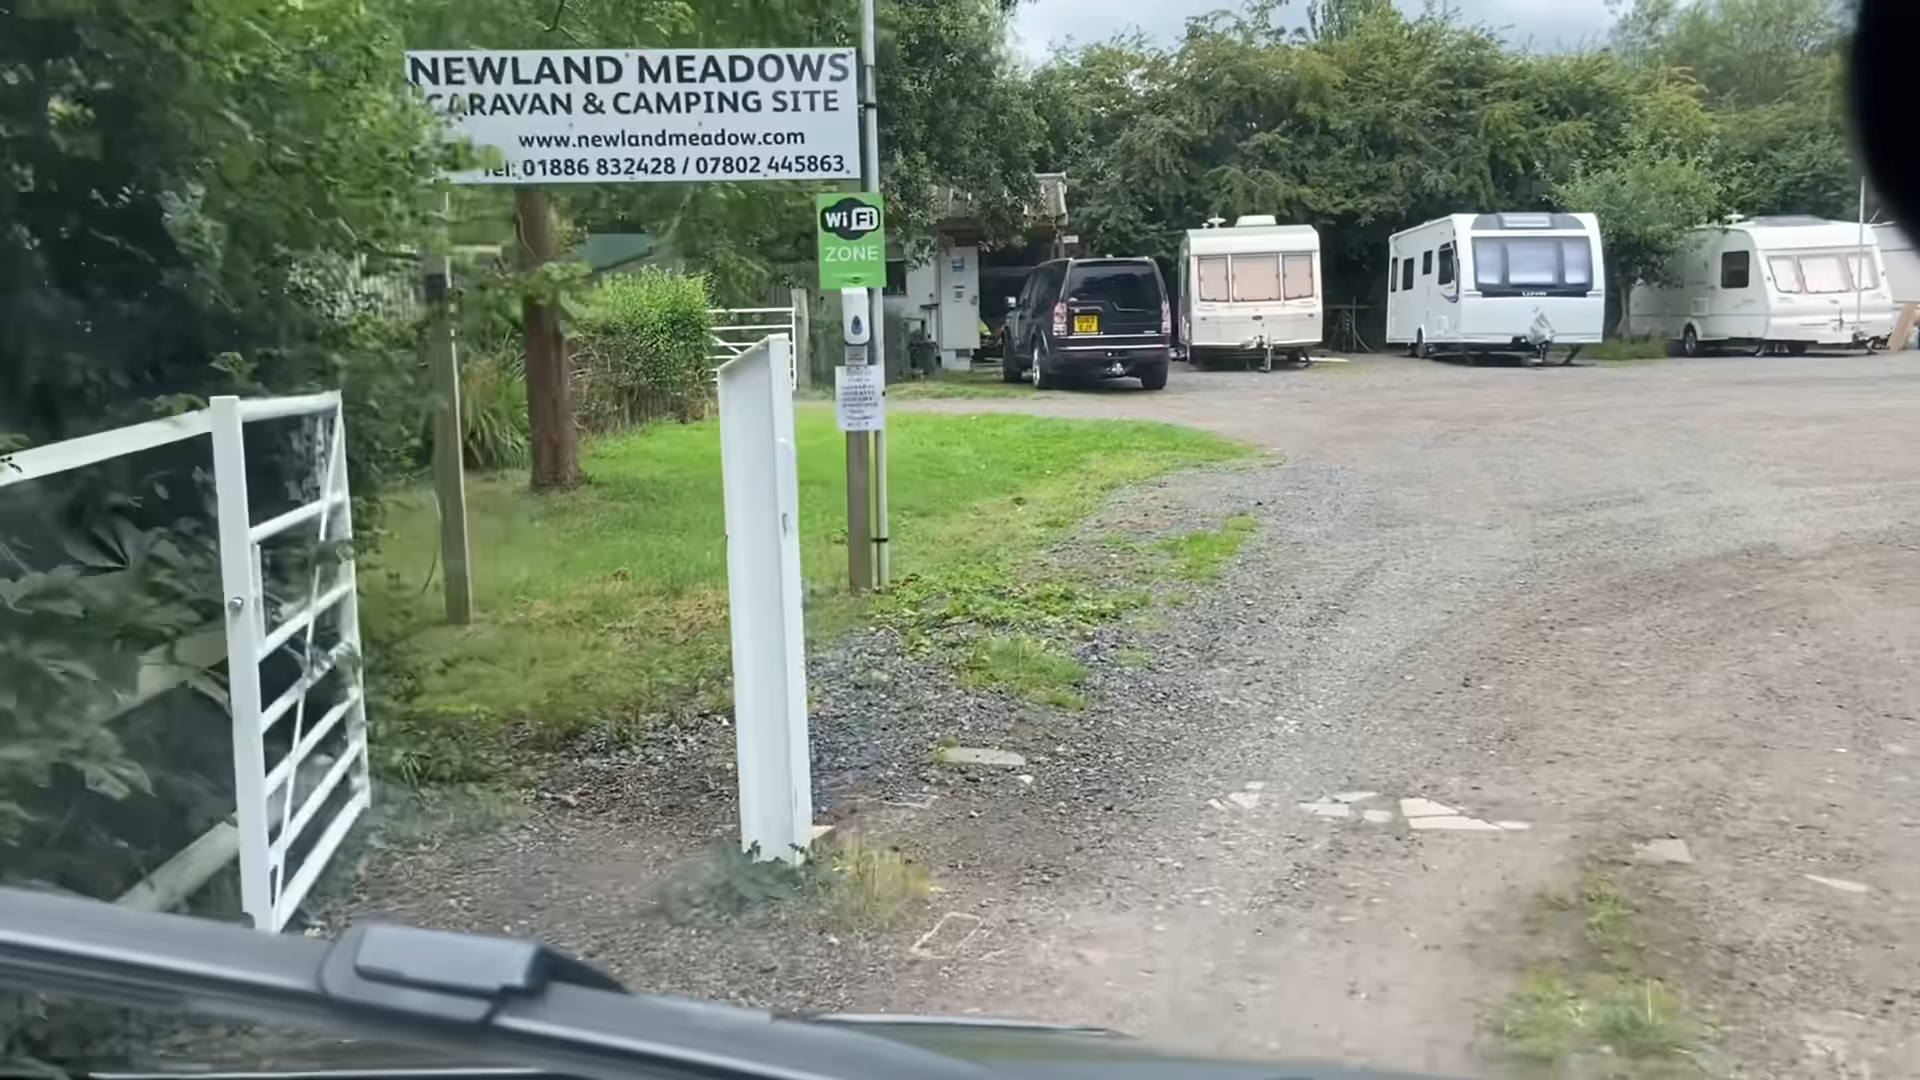 NEWLAND MEADOWS
CARAVAN & CAMPING SITE
www.newlandmeadow.com
Tel: 01886 832428 / 07802 445863
WiFi
ZONE